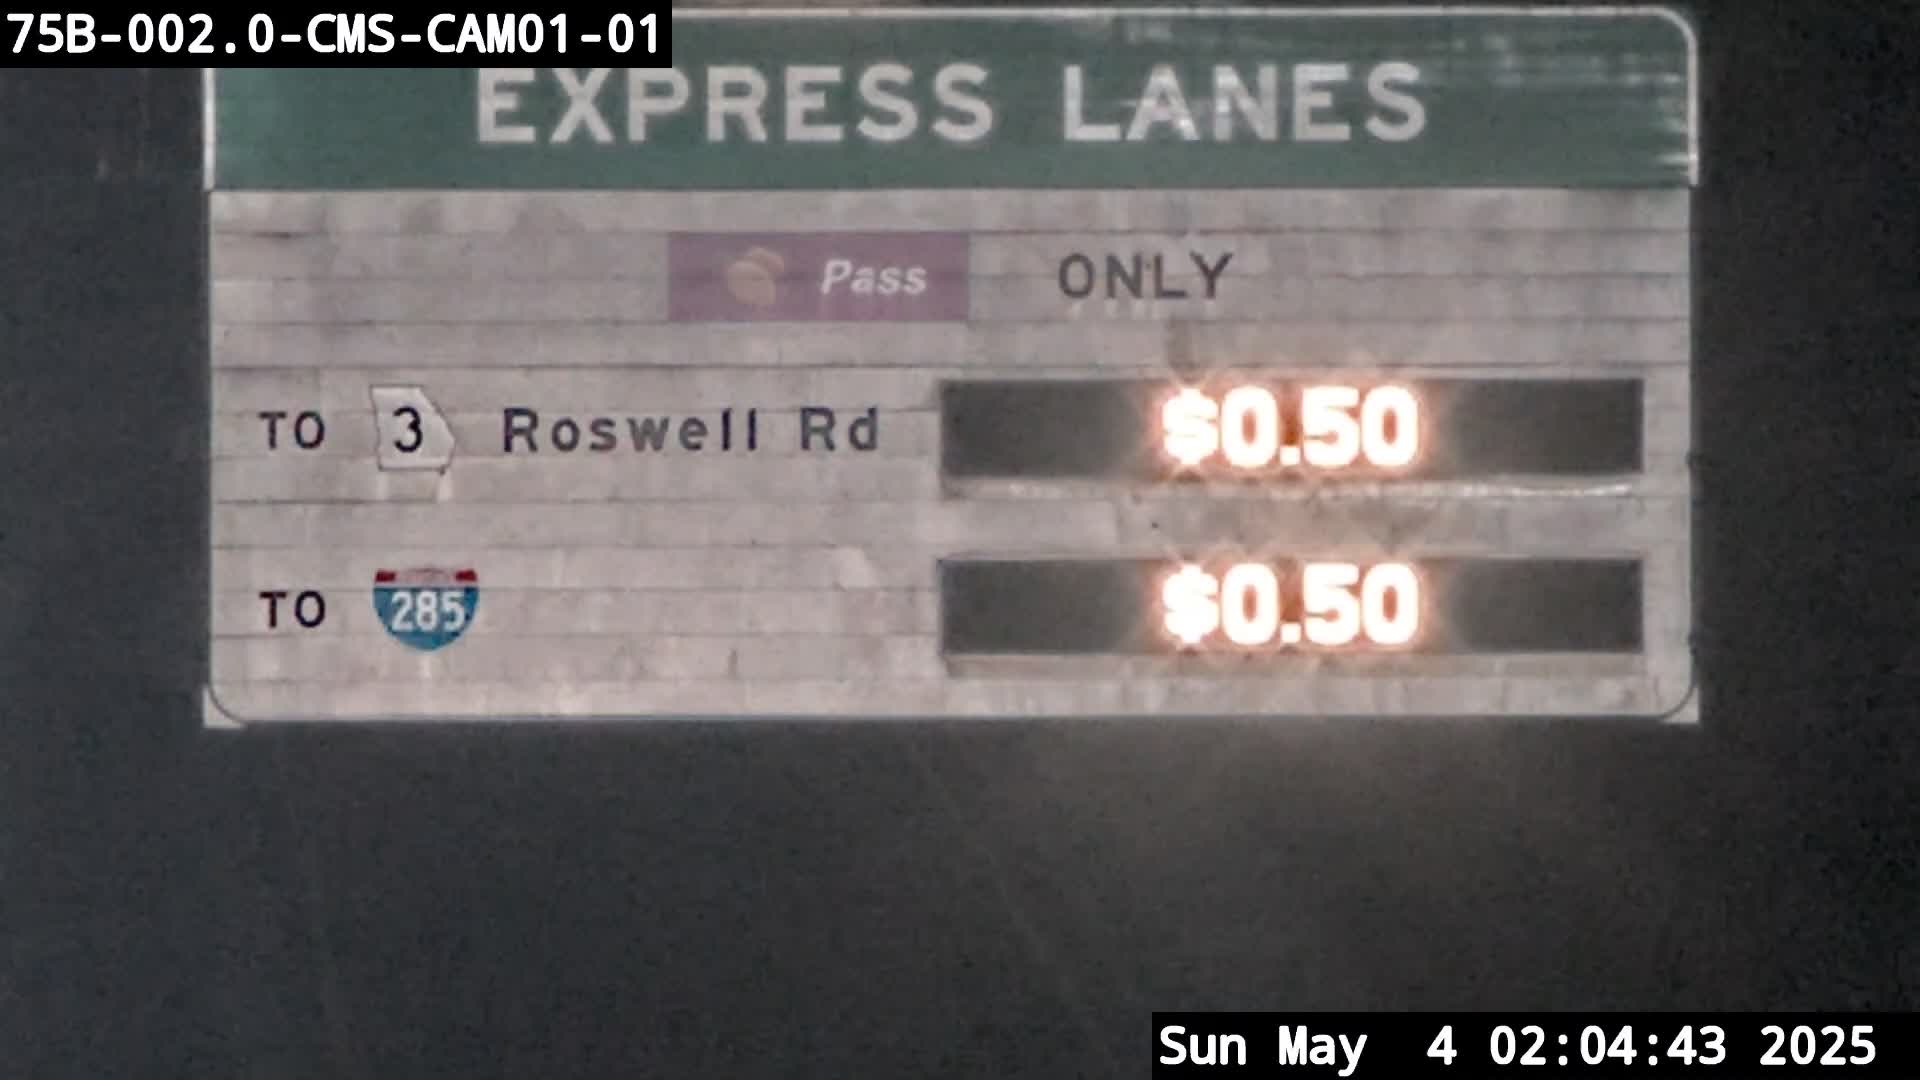 75B-002.0-CMS-CAM01-01
EXPRESS LANES
Pass ONLY
TO 3 Roswell Rd $0.50
TO 285 $0.50
Sun May 4 02:04:43 2025